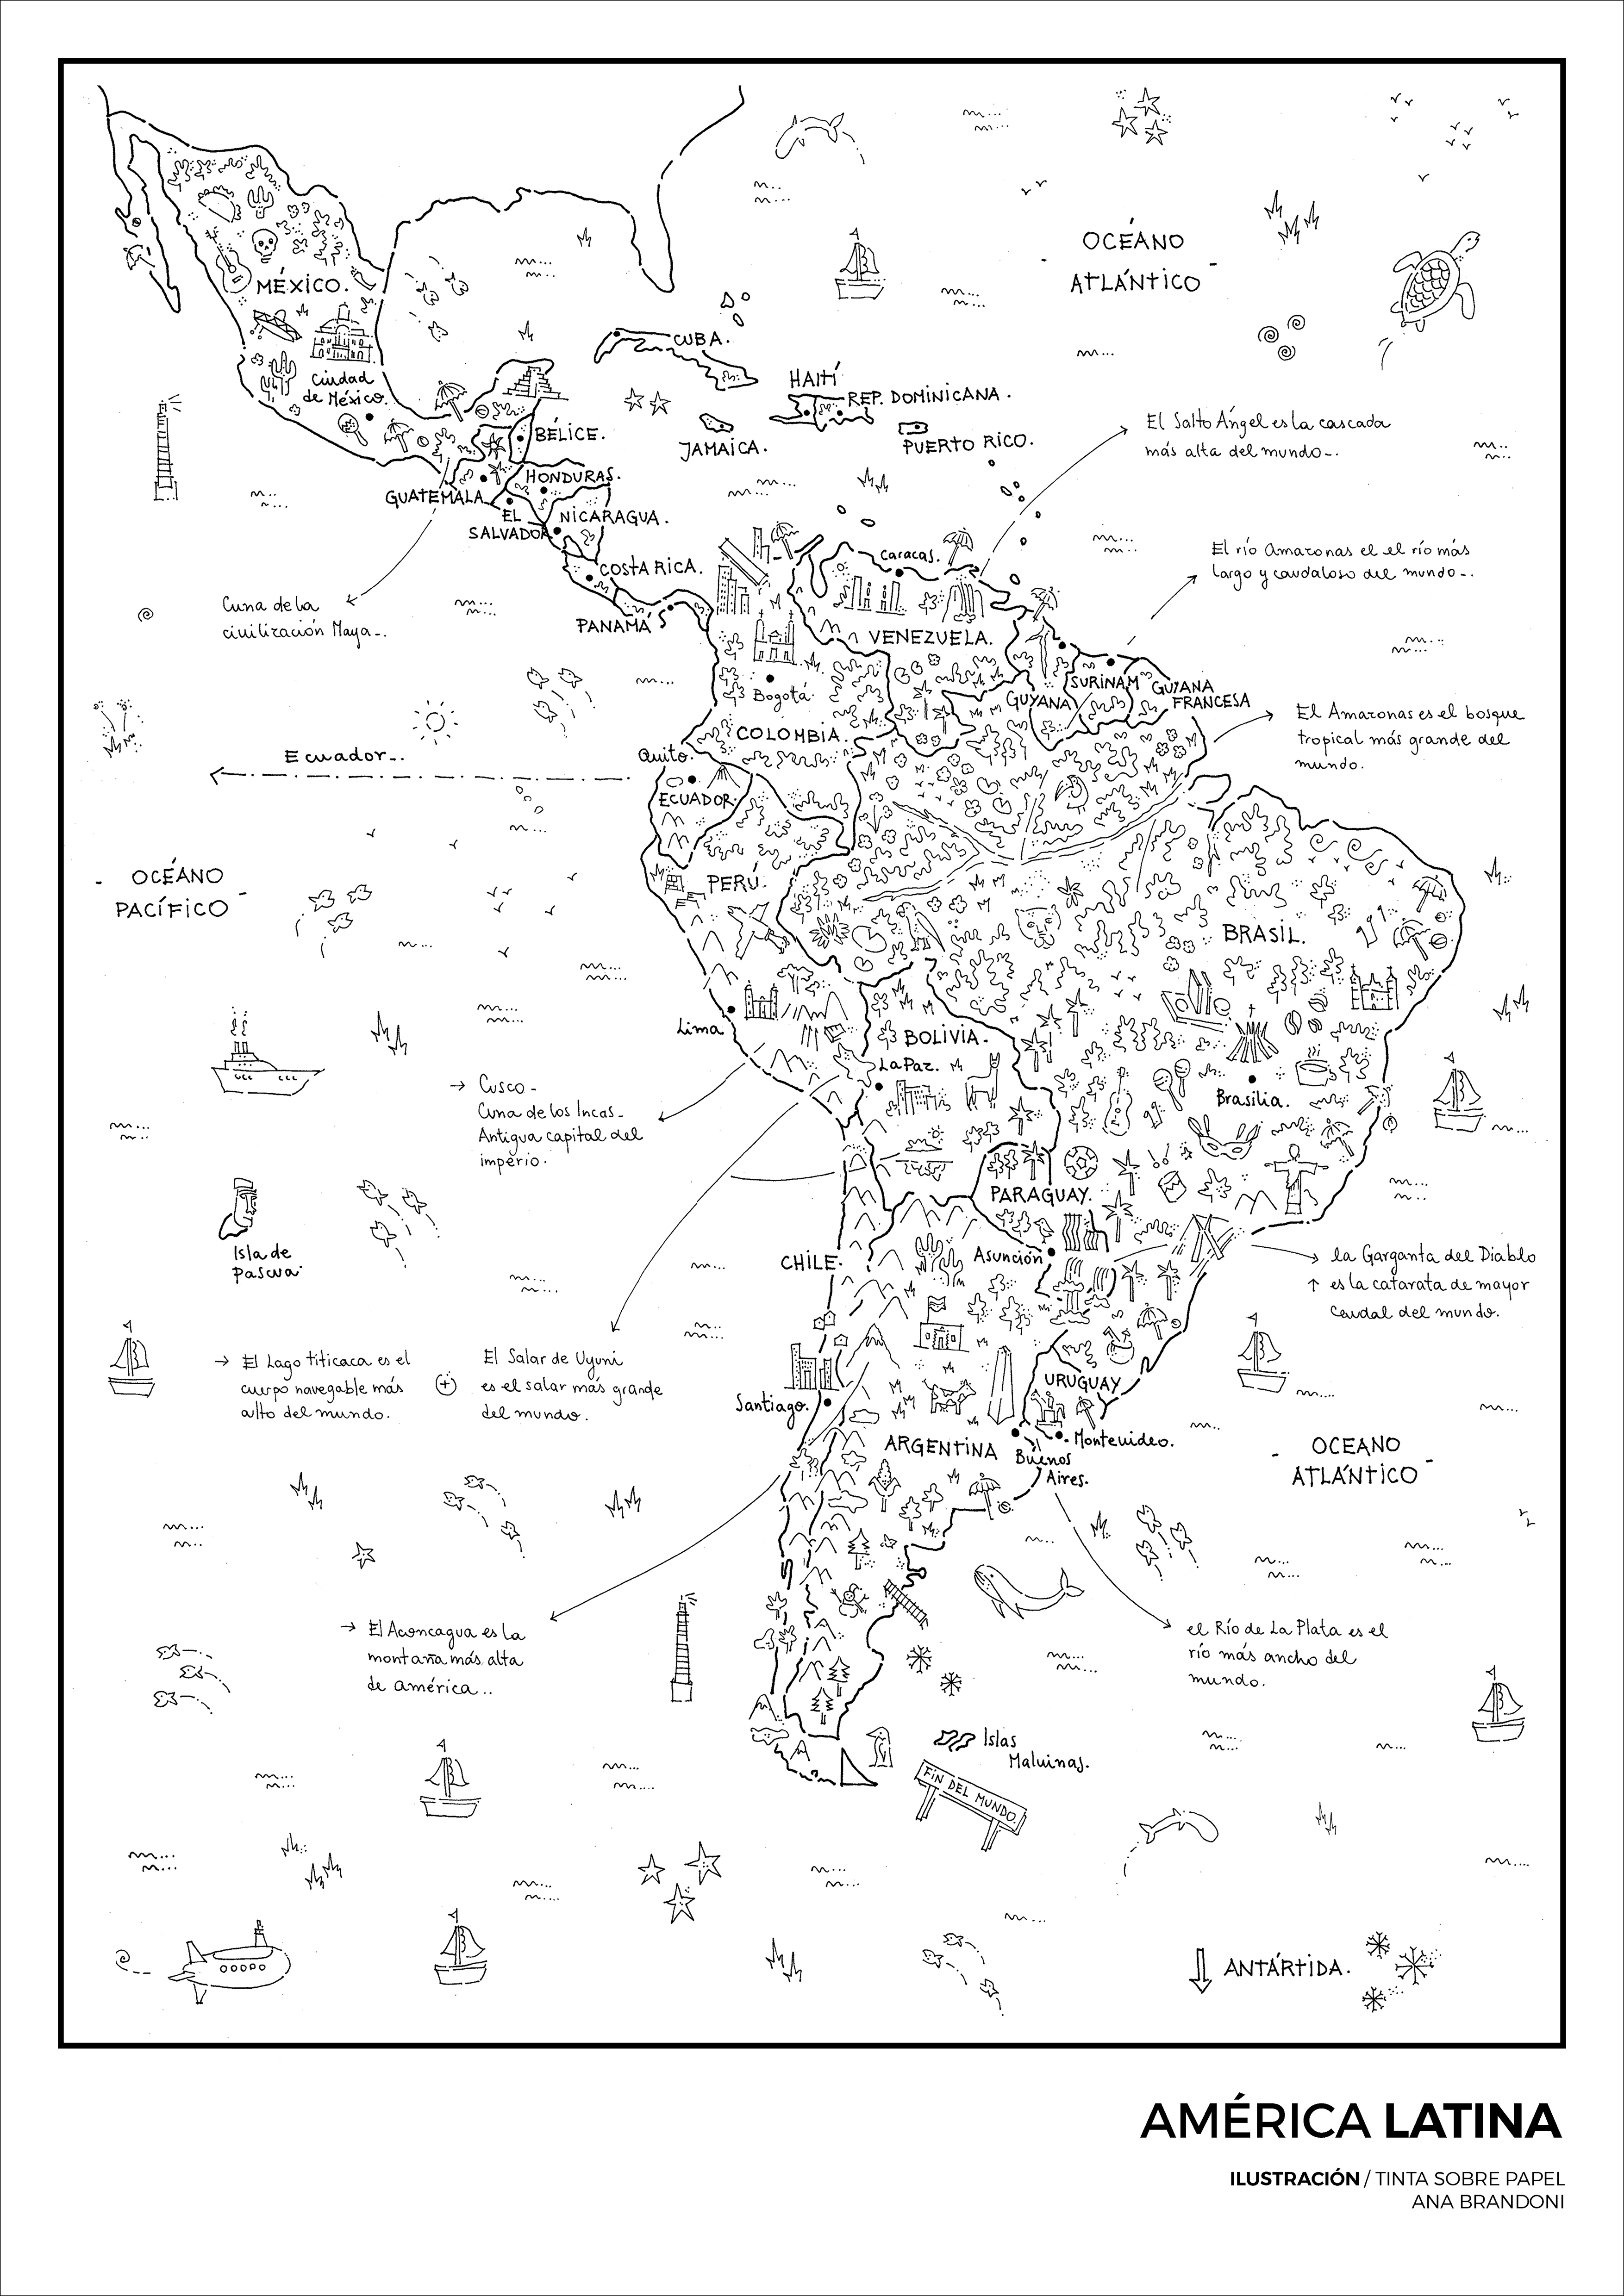 OCÉANO
ATLÁNTICO
MÉXICO.
Ciudad
de México.
CUBA.
HAITÍ
REP. DOMINICANA.
JAMAICA.
PUERTO RICO.
BÉLICE.
GUATEMALA
HONDURAS.
EL
SALVADOR
NICARAGUA.
COSTA RICA.
PANAMÁ
El Salto Ángel es la cascada
más alta del mundo-.
El río Amazonas el el río más
largo y caudaloso del mundo-.
Cuna de la
civilización Maya-.
Caracas.
VENEZUELA.
Bogotá
COLOMBIA.
GUYANA
SURINAM
GUYANA
FRANCESA
El Amazonas es el bosque
tropical más grande del
mundo.
Ecuador-.
Quito.
ECUADOR.
OCÉANO
PACÍFICO
PERÚ.
BRASIL.
Lima
BOLIVIA.
La Paz.
Brasilia.
→ Cusco-
Cuna de los Incas-
Antigua capital del
império.
PARAGUAY.
Asunción
Isla de
Pascua
CHILE.
la Garganta del Diablo
↑ es la catarata de mayor
caudal del mundo.
→ El Lago Titicaca es el
cuerpo navegable más
alto del mundo.
+
El Salar de Uyuni
es el salar más grande
del mundo.
Santiago.
URUGUAY
ARGENTINA
Montevideo.
Buenos
Aires.
OCEANO
ATLÁNTICO
→ El Aconcagua es la
montaña más alta
de américa..
el Río de La Plata es el
río más ancho del
mundo.
Islas
Malvinas.
FIN DEL MUNDO.
ANTÁRTIDA.
AMÉRICA LATINA
ILUSTRACIÓN / TINTA SOBRE PAPEL
ANA BRANDONI